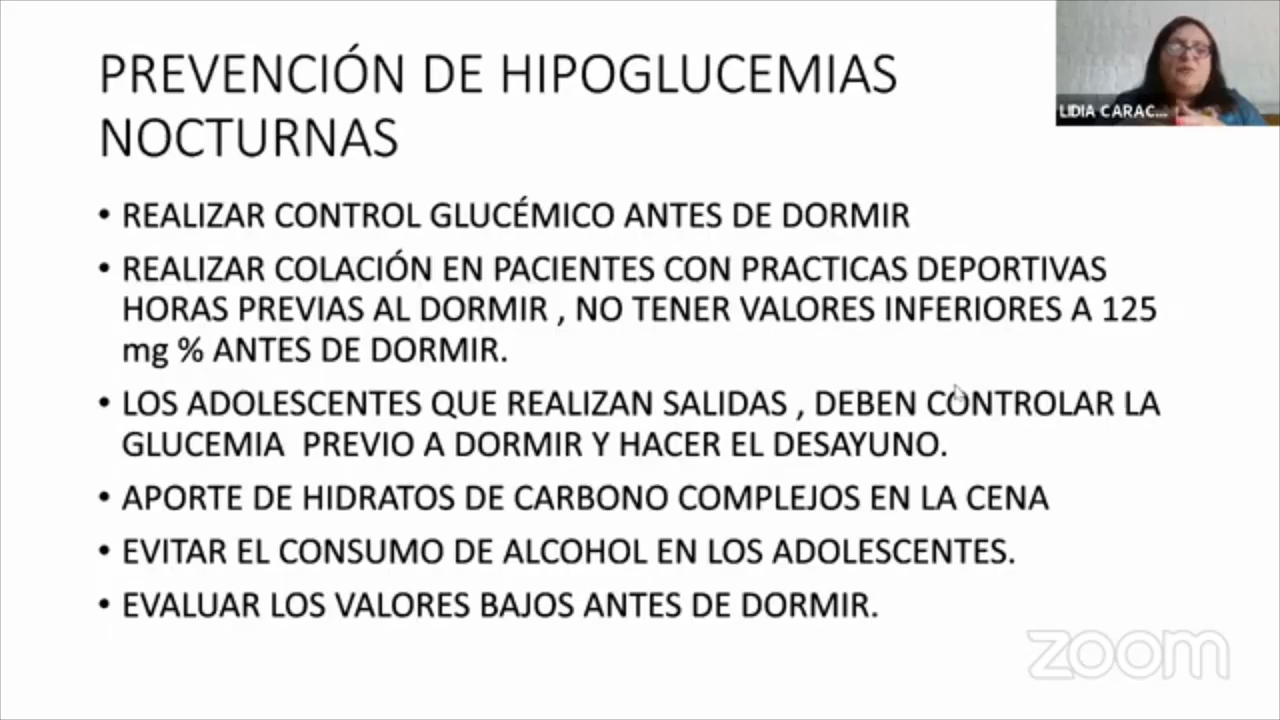 PREVENCIÓN DE HIPOGLUCEMIAS
NOCTURNAS
LIDIA CARAC...
• REALIZAR CONTROL GLUCÉMICO ANTES DE DORMIR
• REALIZAR COLACIÓN EN PACIENTES CON PRACTICAS DEPORTIVAS
HORAS PREVIAS AL DORMIR , NO TENER VALORES INFERIORES A 125
mg % ANTES DE DORMIR.
• LOS ADOLESCENTES QUE REALIZAN SALIDAS , DEBEN CONTROLAR LA
GLUCEMIA  PREVIO A DORMIR Y HACER EL DESAYUNO.
• APORTE DE HIDRATOS DE CARBONO COMPLEJOS EN LA CENA
• EVITAR EL CONSUMO DE ALCOHOL EN LOS ADOLESCENTES.
• EVALUAR LOS VALORES BAJOS ANTES DE DORMIR.
zoom